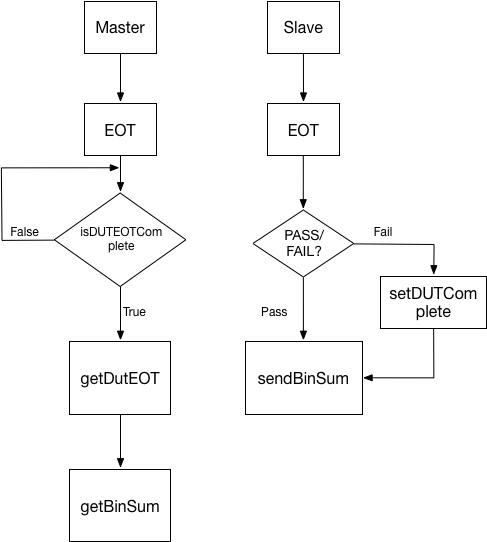 Master
Slave
EOT
EOT
isDUTEOTCom
plete
False
True
PASS/
FAIL?
Fail
Pass
setDUTCom
plete
getDutEOT
sendBinSum
getBinSum